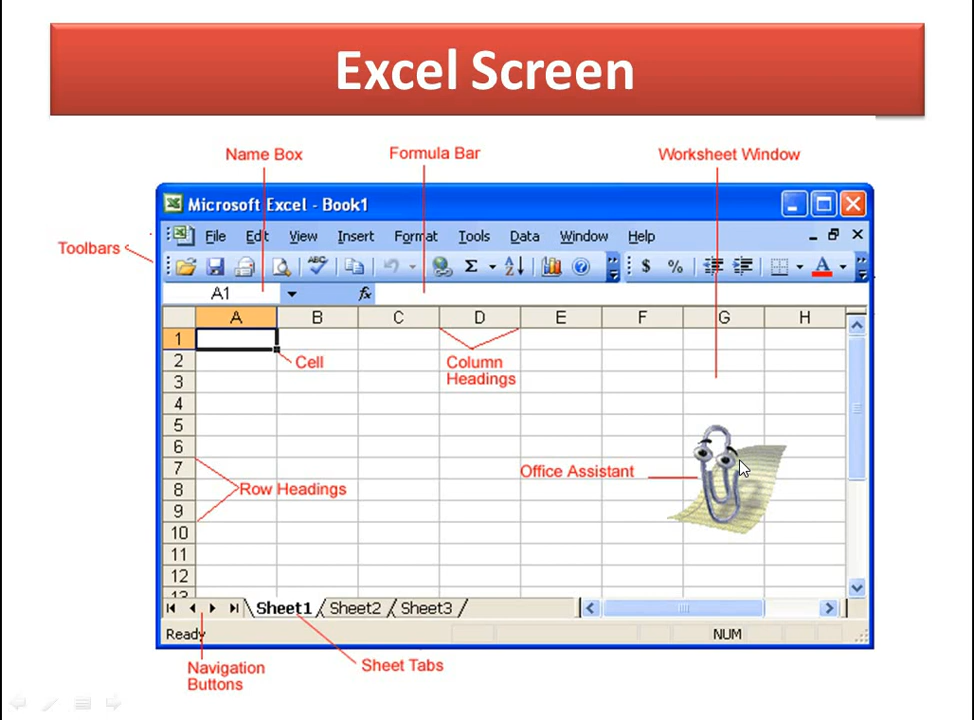 Excel Screen
Name Box
Formula Bar
Worksheet Window
Microsoft Excel - Book1
Toolbars
File Edit View Insert Format Tools Data Window Help
ABC Σ A Z $ % A
A1 fx
A B C D E F G H
1
2 Cell Column
3 Headings
4
5
6
7 Office Assistant
8 Row Headings
9
10
11
12
13
Sheet1 Sheet2 Sheet3
Ready NUM
Navigation
Buttons
Sheet Tabs